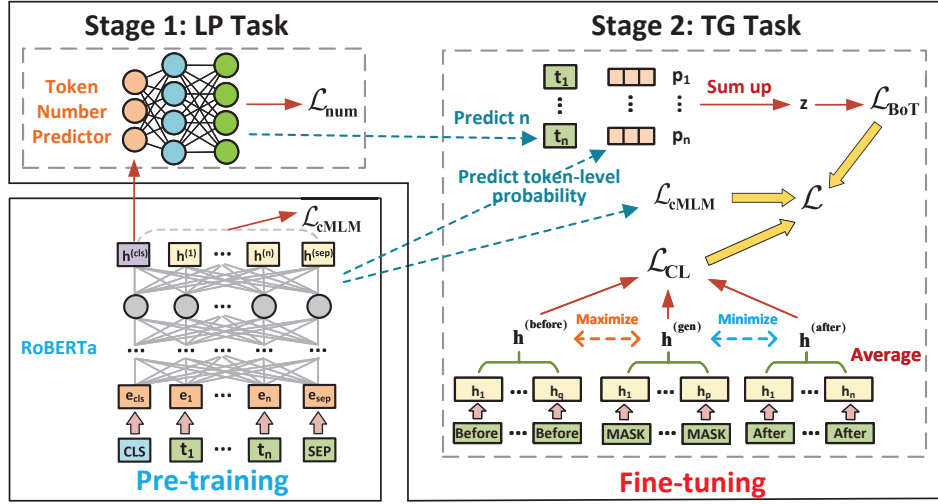 Stage 1: LP Task
Token
Number
Predictor
ℒnum
Stage 2: TG Task
t1 p1
Sum up z ℒBoT
tn pn
Predict n
Predict token-level
probability
ℒcMLM ℒ
ℒCL
h(before) Maximize h(gen) Minimize h(after)
Average
h1 ... hq h1 ... hp h1 ... hn
Before ... Before MASK ... MASK After ... After
Fine-tuning
ℒcMLM
h(cls) h(1) ... h(n) h(sep)
...
RoBERTa
... ... ... ... ...
ecls e1 ... en esep
CLS t1 ... tn SEP
Pre-training